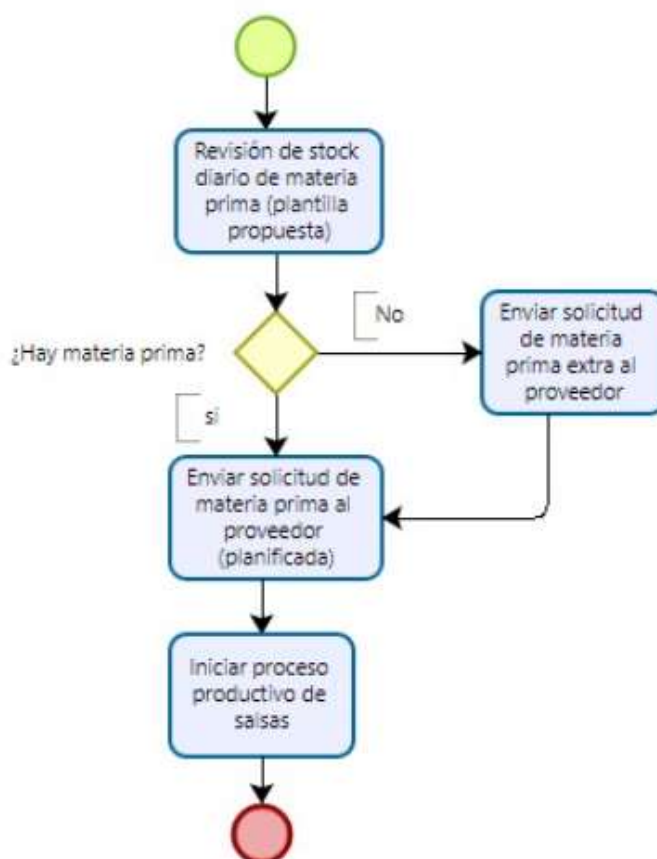 Revisión de stock
diario de materia
prima (plantilla
propuesta)
¿Hay materia prima?
No
Enviar solicitud
de materia
prima extra al
proveedor
si
Enviar solicitud de
materia prima al
proveedor
(planificada)
Iniciar proceso
productivo de
salsas